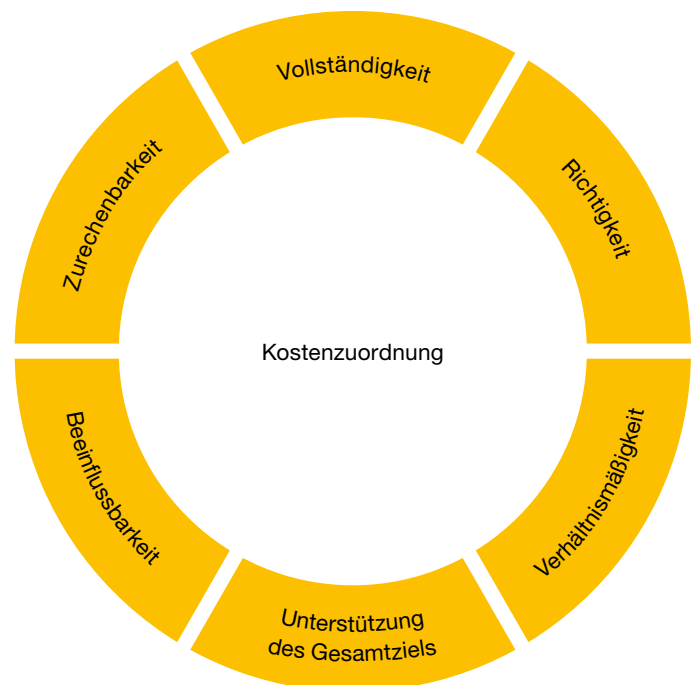 Vollständigkeit
Richtigkeit
Verhältnismäßigkeit
Unterstützung
des Gesamtziels
Beeinflussbarkeit
Zurechenbarkeit
Kostenzuordnung